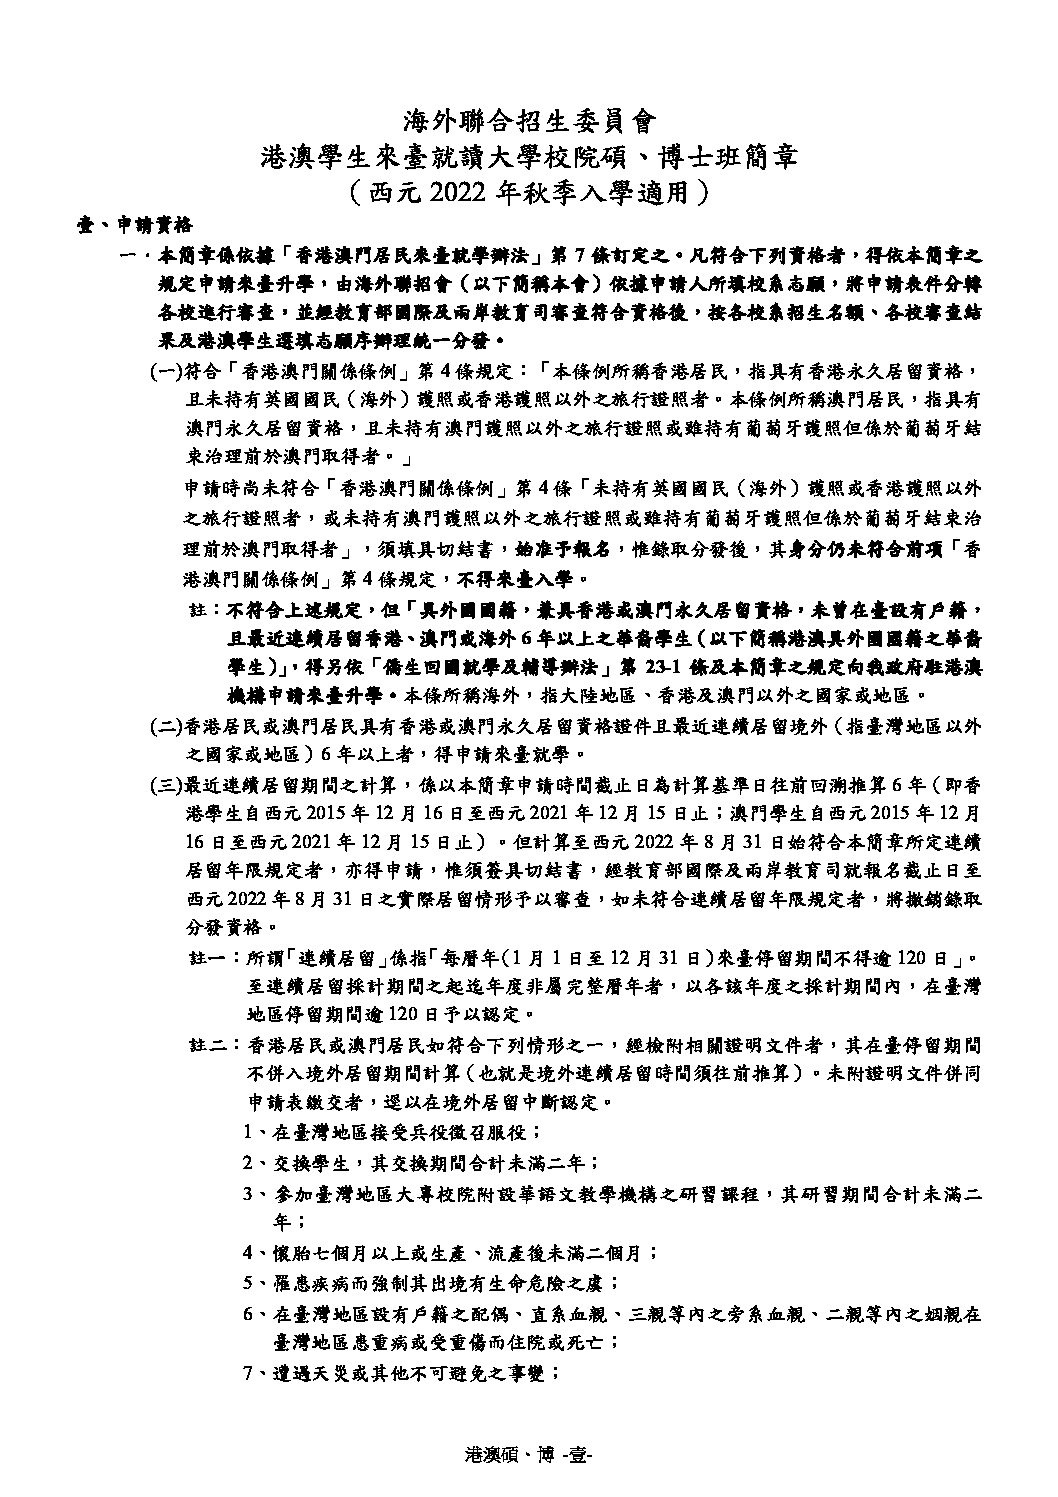 海外聯合招生委員會
港澳學生來臺就讀大學校院碩、博士班簡章
（西元 2022 年秋季入學適用）
壹、申請資格
一．本簡章係依據「香港澳門居民來臺就學辦法」第 7 條訂定之。凡符合下列資格者，得依本簡章之
規定申請來臺升學，由海外聯招會（以下簡稱本會）依據申請人所填校系志願，將申請表件分轉
各校進行審查，並經教育部國際及兩岸教育司審查符合資格後，按各校系招生名額、各校審查結
果及港澳學生選填志願序辦理統一分發。
(一)符合「香港澳門關係條例」第 4 條規定：「本條例所稱香港居民，指具有香港永久居留資格，
且未持有英國國民（海外）護照或香港護照以外之旅行證照者。本條例所稱澳門居民，指具有
澳門永久居留資格，且未持有澳門護照以外之旅行證照或雖持有葡萄牙護照但係於葡萄牙結
束治理前於澳門取得者。」
申請時尚未符合「香港澳門關係條例」第 4 條「未持有英國國民（海外）護照或香港護照以外
之旅行證照者，或未持有澳門護照以外之旅行證照或雖持有葡萄牙護照但係於葡萄牙結束治
理前於澳門取得者」，須填具切結書，始准予報名，惟錄取分發後，其身分仍未符合前項「香
港澳門關係條例」第 4 條規定，不得來臺入學。
註：不符合上述規定，但「具外國國籍，兼具香港或澳門永久居留資格，未曾在臺設有戶籍，
且最近連續居留香港、澳門或海外 6 年以上之華裔學生（以下簡稱港澳具外國國籍之華裔
學生）」，得另依「僑生回國就學及輔導辦法」第 23-1 條及本簡章之規定向我政府駐港澳
機構申請來臺升學。本條所稱海外，指大陸地區、香港及澳門以外之國家或地區。
(二)香港居民或澳門居民具有香港或澳門永久居留資格證件且最近連續居留境外（指臺灣地區以外
之國家或地區）6 年以上者，得申請來臺就學。
(三)最近連續居留期間之計算，係以本簡章申請時間截止日為計算基準日往前回溯推算 6 年（即香
港學生自西元 2015 年 12 月 16 日至西元 2021 年 12 月 15 日止；澳門學生自西元 2015 年 12 月
16 日至西元 2021 年 12 月 15 日止）。但計算至西元 2022 年 8 月 31 日始符合本簡章所定連續
居留年限規定者，亦得申請，惟須簽具切結書，經教育部國際及兩岸教育司就報名截止日至
西元 2022 年 8 月 31 日之實際居留情形予以審查，如未符合連續居留年限規定者，將撤銷錄取
分發資格。
註一：所謂「連續居留」係指「每曆年(1 月 1 日至 12 月 31 日)來臺停留期間不得逾 120 日」。
至連續居留採計期間之起迄年度非屬完整曆年者，以各該年度之採計期間內，在臺灣
地區停留期間逾 120 日予以認定。
註二：香港居民或澳門居民如符合下列情形之一，經檢附相關證明文件者，其在臺停留期間
不併入境外居留期間計算（也就是境外連續居留時間須往前推算）。未附證明文件併同
申請表繳交者，逕以在境外居留中斷認定。
1、在臺灣地區接受兵役徵召服役；
2、交換學生，其交換期間合計未滿二年；
3、參加臺灣地區大專校院附設華語文教學機構之研習課程，其研習期間合計未滿二
年；
4、懷胎七個月以上或生產、流產後未滿二個月；
5、罹患疾病而強制其出境有生命危險之虞；
6、在臺灣地區設有戶籍之配偶、直系血親、三親等內之旁系血親、二親等內之姻親在
臺灣地區患重病或受重傷而住院或死亡；
7、遭遇天災或其他不可避免之事變；
港澳碩、博 -壹-